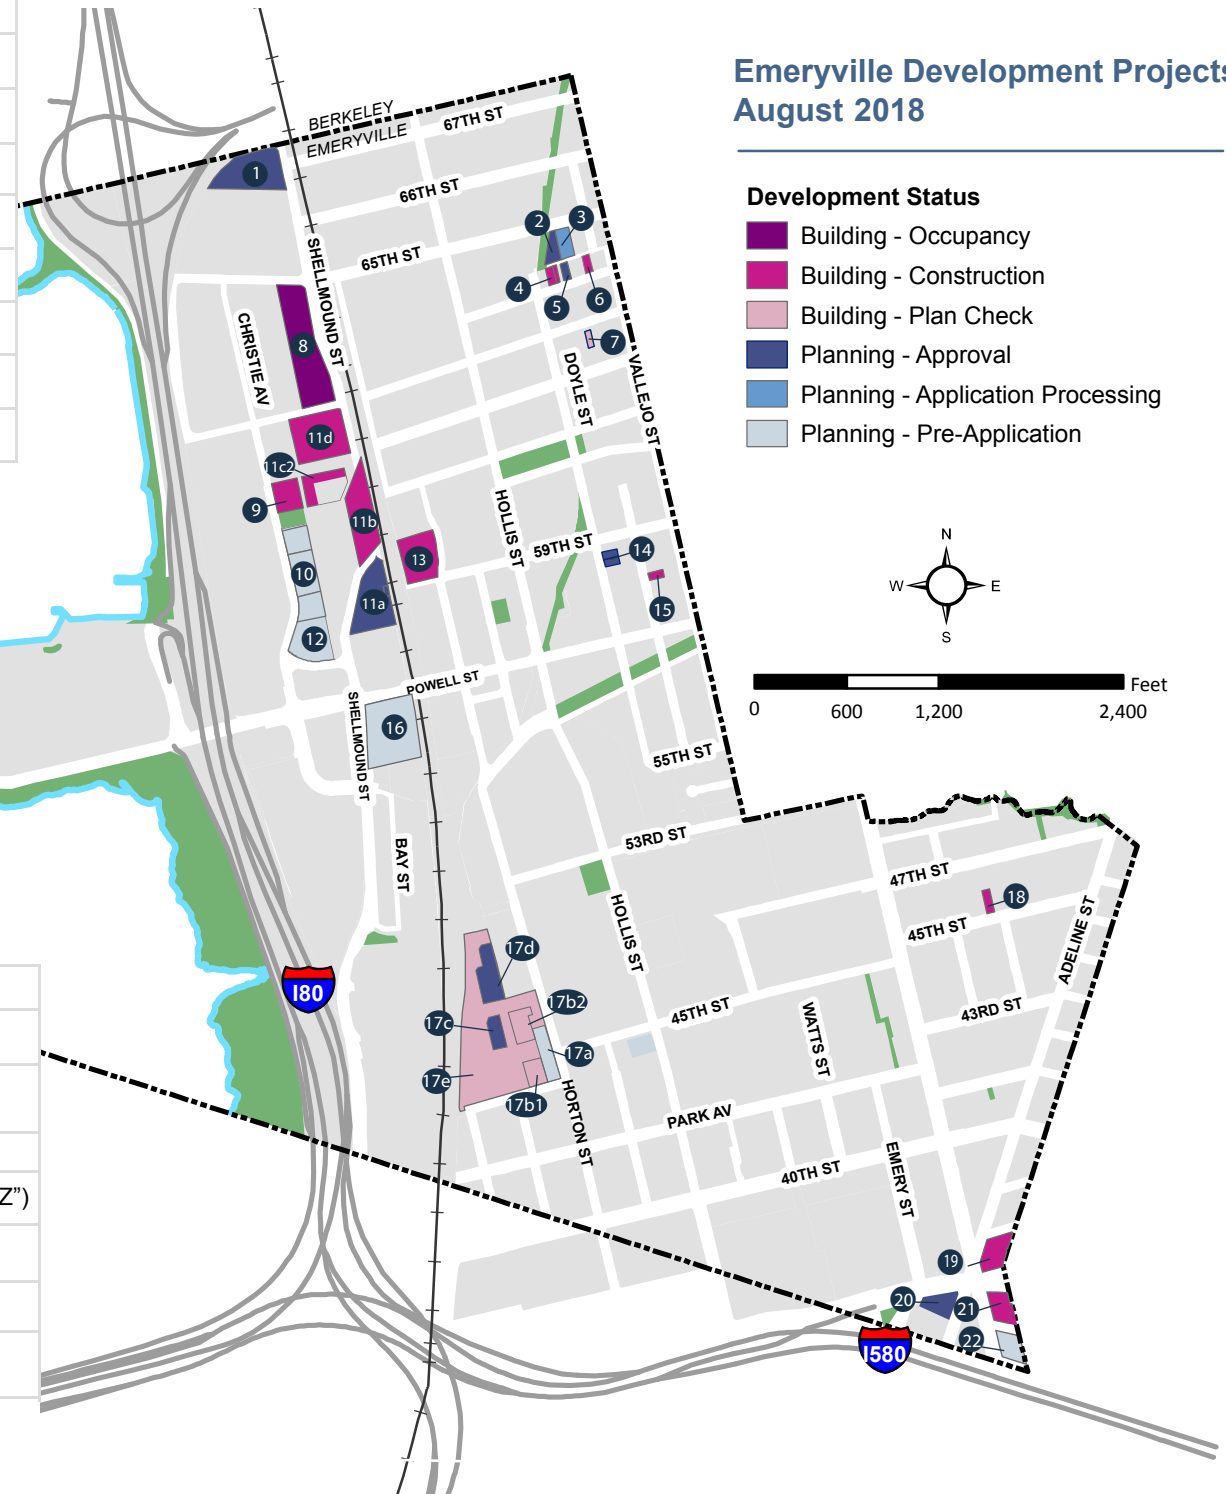 Emeryville Development Projects
August 2018
Development Status
Building - Occupancy
Building - Construction
Building - Plan Check
Planning - Approval
Planning - Application Processing
Planning - Pre-Application
N
W
E
S
Feet
0
600
1,200
2,400
BERKELEY
EMERYVILLE
67TH ST
66TH ST
65TH ST
SHELLMOUND ST
CHRISTIE AV
DOYLE ST
VALLEJO ST
HOLLIS ST
59TH ST
POWELL ST
SHELLMOUND ST
55TH ST
53RD ST
BAY ST
HOLLIS ST
47TH ST
45TH ST
ADELINE ST
43RD ST
45TH ST
WATTS ST
HORTON ST
PARK AV
40TH ST
EMERY ST
I80
I580
1
2
3
4
5
6
7
8
11d
11c2
9
11b
13
10
11a
12
14
15
16
17d
17b2
17c
17a
17e
17b1
18
19
20
21
22
Z")